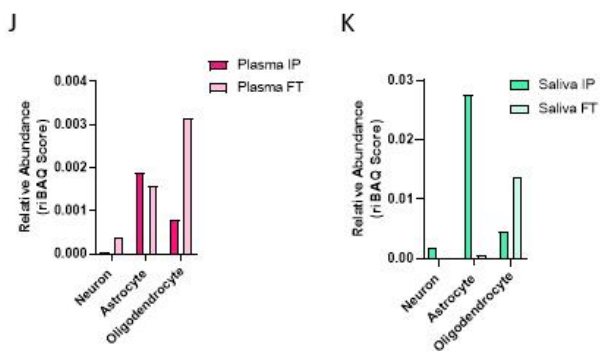 J
Plasma IP
Plasma FT
Relative Abundance
(riBAQ Score)
0.004
0.003
0.002
0.001
0.000
Neuron
Astrocyte
Oligodendrocyte
K
Saliva IP
Saliva FT
Relative Abundance
(riBAQ Score)
0.03
0.02
0.01
0.00
Neuron
Astrocyte
Oligodendrocyte